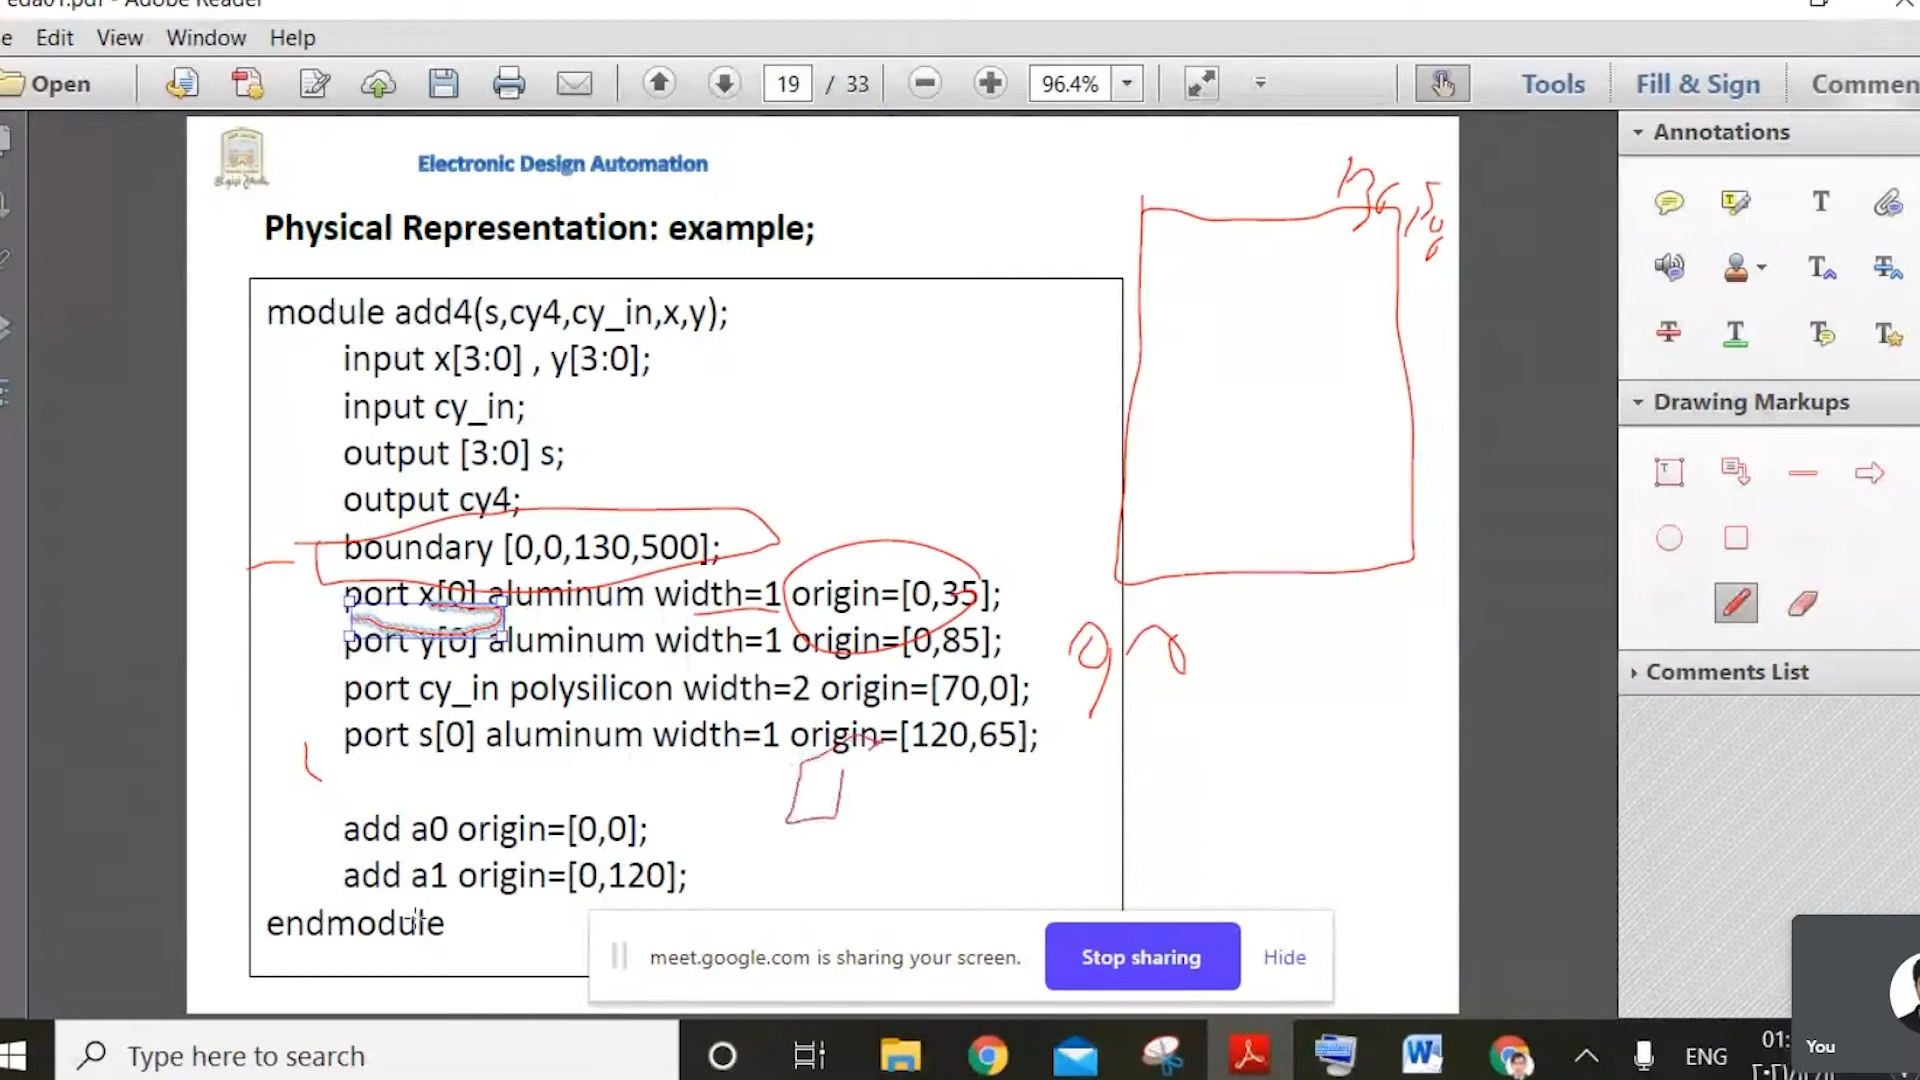 eda01.pdf - Adobe Reader
e Edit View Window Help
Open 19 / 33 96.4% Tools Fill & Sign Commen
Electronic Design Automation
Physical Representation: example;
module add4(s,cy4,cy_in,x,y);
input x[3:0] , y[3:0];
input cy_in;
output [3:0] s;
output cy4;
boundary [0,0,130,500];
port x[0] aluminum width=1 origin=[0,35];
port y[0] aluminum width=1 origin=[0,85];
port cy_in polysilicon width=2 origin=[70,0];
port s[0] aluminum width=1 origin=[120,65];
add a0 origin=[0,0];
add a1 origin=[0,120];
endmodule
Annotations
Drawing Markups
Comments List
meet.google.com is sharing your screen. Stop sharing Hide
Type here to search
ENG
01:
You